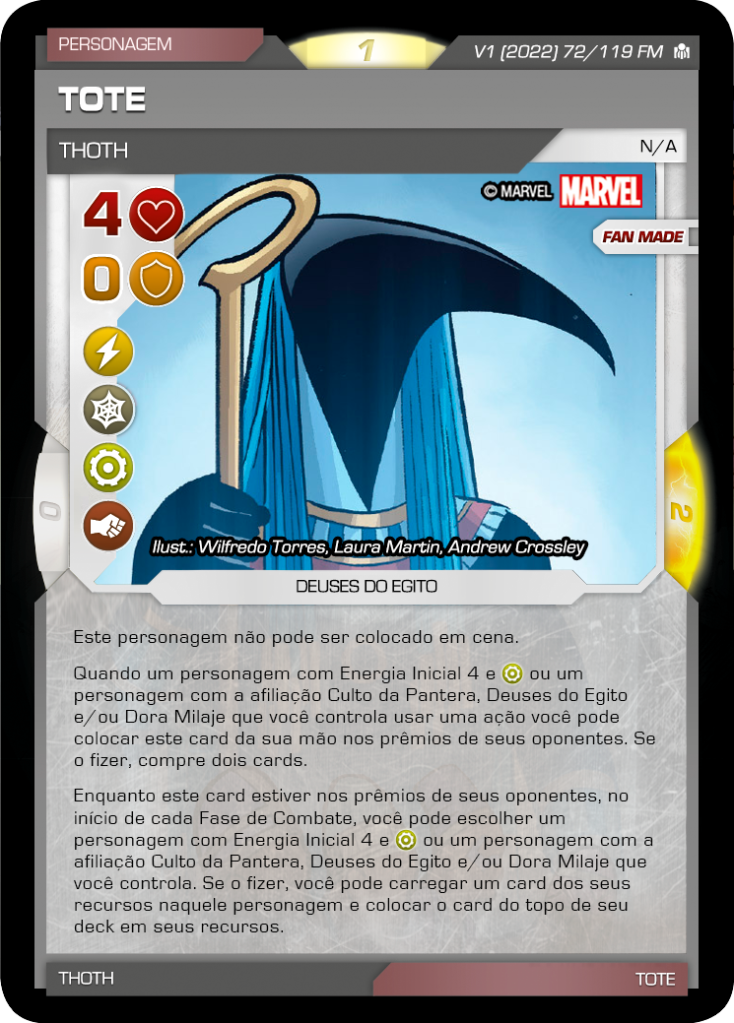 PERSONAGEM
1
V1 (2022) 72/119 FM
TOTE
THOTH
N/A
4
© MARVEL MARVEL
FAN MADE
0
0
2
Ilust.: Wilfredo Torres, Laura Martin, Andrew Crossley
DEUSES DO EGITO
Este personagem não pode ser colocado em cena.
Quando um personagem com Energia Inicial 4 e ou um
personagem com a afiliação Culto da Pantera, Deuses do Egito
e/ou Dora Milaje que você controla usar uma ação você pode
colocar este card da sua mão nos prêmios de seus oponentes. Se
o fizer, compre dois cards.
Enquanto este card estiver nos prêmios de seus oponentes, no
início de cada Fase de Combate, você pode escolher um
personagem com Energia Inicial 4 e ou um personagem com a
afiliação Culto da Pantera, Deuses do Egito e/ou Dora Milaje que
você controla. Se o fizer, você pode carregar um card dos seus
recursos naquele personagem e colocar o card do topo de seu
deck em seus recursos.
THOTH
TOTE